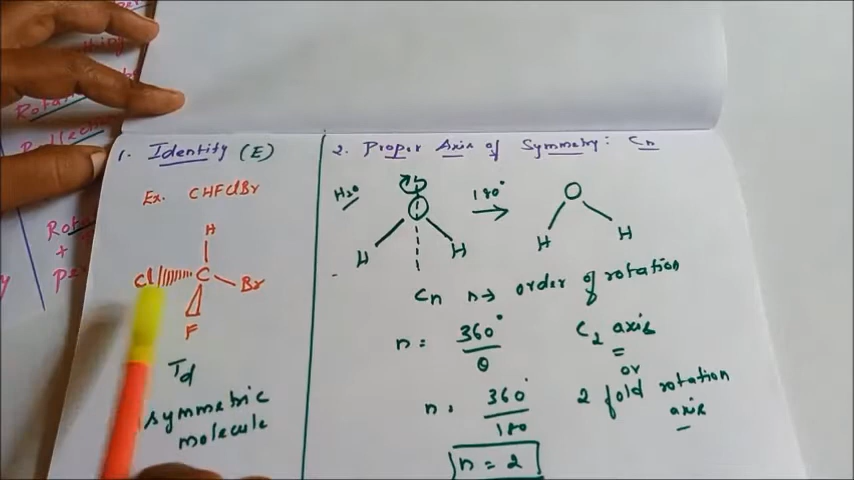 1. Identity (E)
Ex. CHFClBr
H
Cl C Br
F
Td
symmetric
molecule
2. Proper Axis of Symmetry: Cn
H2O
180°
O
H H
H H
Cn n→ order of rotation
n = 360° / θ
C2 axis
or
2 fold rotation
axis
n = 360° / 180
n = 2
Reflection
+